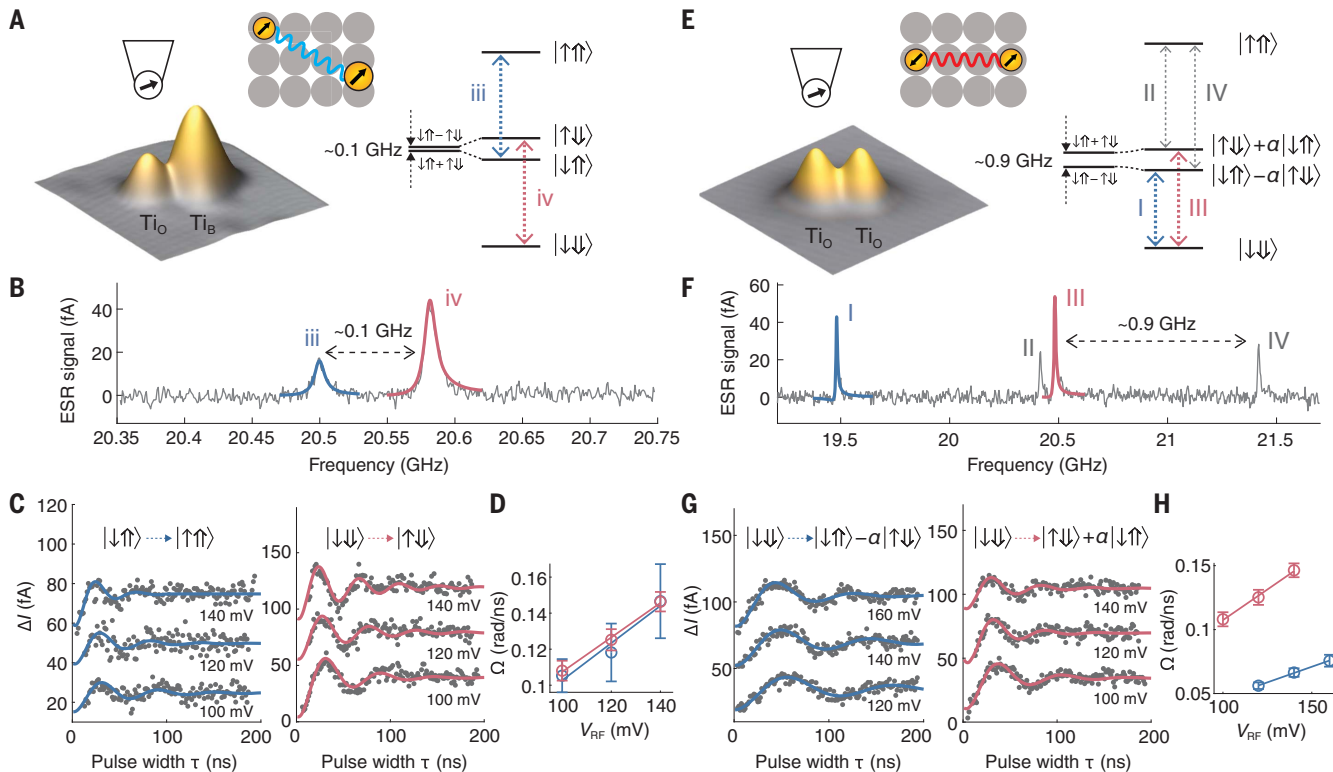 A
|↑⇑⟩
iii
~0.1 GHz
↓⇑−↑⇓
↓⇑+↑⇓
|↑⇓⟩
|↓⇑⟩
iv
|↓⇓⟩
Ti_O
Ti_B
B
ESR signal (fA)
40
20
0
iii
~0.1 GHz
iv
20.35
20.4
20.45
20.5
20.55
20.6
20.65
20.7
20.75
Frequency (GHz)
C
ΔI (fA)
120
100
80
60
40
20
|↓⇑⟩ → |↑⇑⟩
140 mV
120 mV
100 mV
0
100
200
Pulse width τ (ns)
150
100
50
0
|↓⇓⟩ → |↑⇓⟩
140 mV
120 mV
100 mV
0
100
200
Pulse width τ (ns)
D
Ω (rad/ns)
0.16
0.14
0.12
0.1
100
120
140
V_RF (mV)
E
|↑⇑⟩
II
IV
~0.9 GHz
↓⇑+↑⇓
↓⇑−↑⇓
|↑⇓⟩+α|↓⇑⟩
|↓⇑⟩−α|↑⇓⟩
I
III
|↓⇓⟩
Ti_O
Ti_O
F
ESR signal (fA)
60
40
20
0
I
II
III
~0.9 GHz
IV
19.5
20
20.5
21
21.5
Frequency (GHz)
G
ΔI (fA)
150
100
50
|↓⇓⟩ → |↓⇑⟩−α|↑⇓⟩
160 mV
140 mV
120 mV
0
100
200
Pulse width τ (ns)
150
100
50
0
|↓⇓⟩ → |↑⇓⟩+α|↓⇑⟩
140 mV
120 mV
100 mV
0
100
200
Pulse width τ (ns)
H
Ω (rad/ns)
0.15
0.1
0.05
100
150
V_RF (mV)